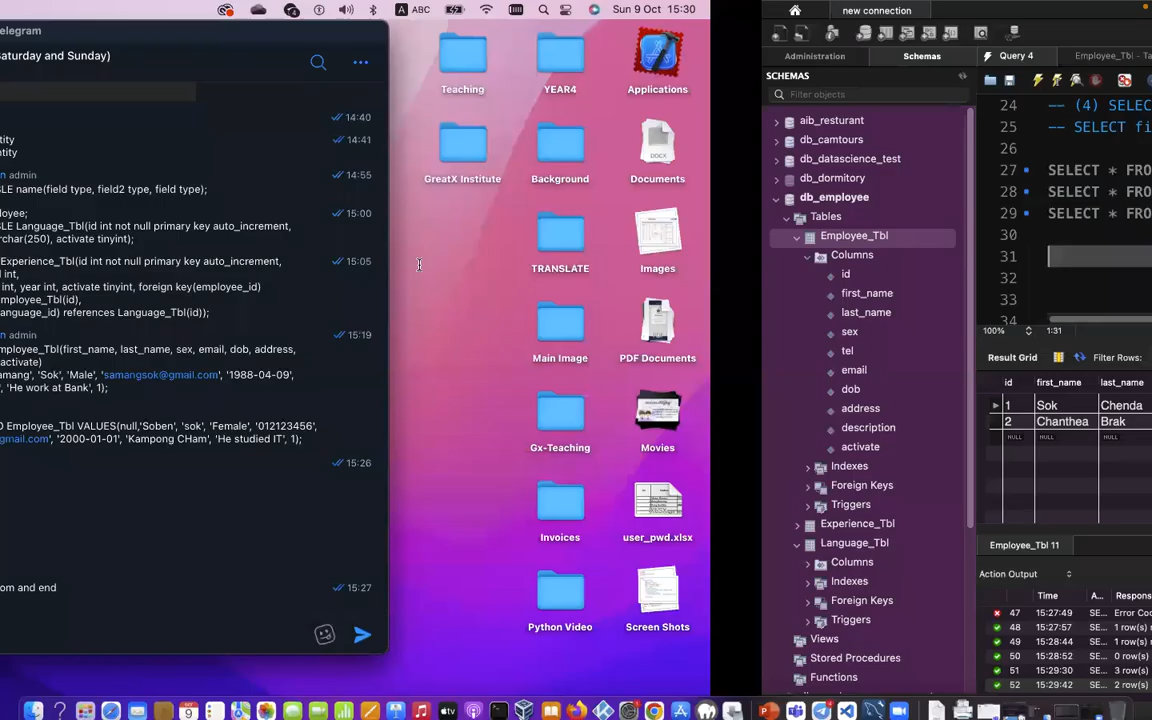 ABC
Sun 9 Oct 15:30
elegram
Saturday and Sunday)
14:40
tity
14:41
ntity
n admin
14:55
LE name(field type, field2 type, field type);
oyee;
15:00
LE Language_Tbl(id int not null primary key auto_increment,
rchar(250), activate tinyint);
Experience_Tbl(id int not null primary key auto_increment,
15:05
l int,
int, year int, activate tinyint, foreign key(employee_id)
mployee_Tbl(id),
anguage_id) references Language_Tbl(id));
n admin
15:19
mployee_Tbl(first_name, last_name, sex, email, dob, address,
activate)
amang', 'Sok', 'Male', 'samangsok@gmail.com', '1988-04-09',
, 'He work at Bank', 1);
O Employee_Tbl VALUES(null,'Soben', 'sok', 'Female', '012123456',
gmail.com', '2000-01-01', 'Kampong CHam', 'He studied IT', 1);
15:26
om and end
15:27
Teaching
YEAR4
Applications
GreatX Institute
Background
Documents
TRANSLATE
Images
Main Image
PDF Documents
Gx-Teaching
Movies
Invoices
user_pwd.xlsx
Python Video
Screen Shots
new connection
Administration
Schemas
Query 4
Employee_Tbl - Ta
SCHEMAS
Filter objects
aib_resturant
db_camtours
db_datascience_test
db_dormitory
db_employee
Tables
Employee_Tbl
Columns
id
first_name
last_name
sex
tel
email
dob
address
description
activate
Indexes
Foreign Keys
Triggers
Experience_Tbl
Language_Tbl
Columns
Indexes
Foreign Keys
Triggers
Views
Stored Procedures
Functions
24 -- (4) SELEC
25 -- SELECT fi
26
27 SELECT * FRO
28 SELECT * FRO
29 SELECT * FRO
30
31
32
33
34
100% 1:31
Result Grid Filter Rows:
id first_name last_name
1 Sok Chenda
2 Chanthea Brak
NULL NULL NULL
Employee_Tbl 11
Action Output
Time A... Respons
47 15:27:49 SE... Error Coc
48 15:27:57 SE... 1 row(s) r
49 15:28:44 SE... 1 row(s) r
50 15:28:52 SE... 0 row(s)
51 15:29:30 SE... 3 row(s)
52 15:29:42 SE... 2 row(s)